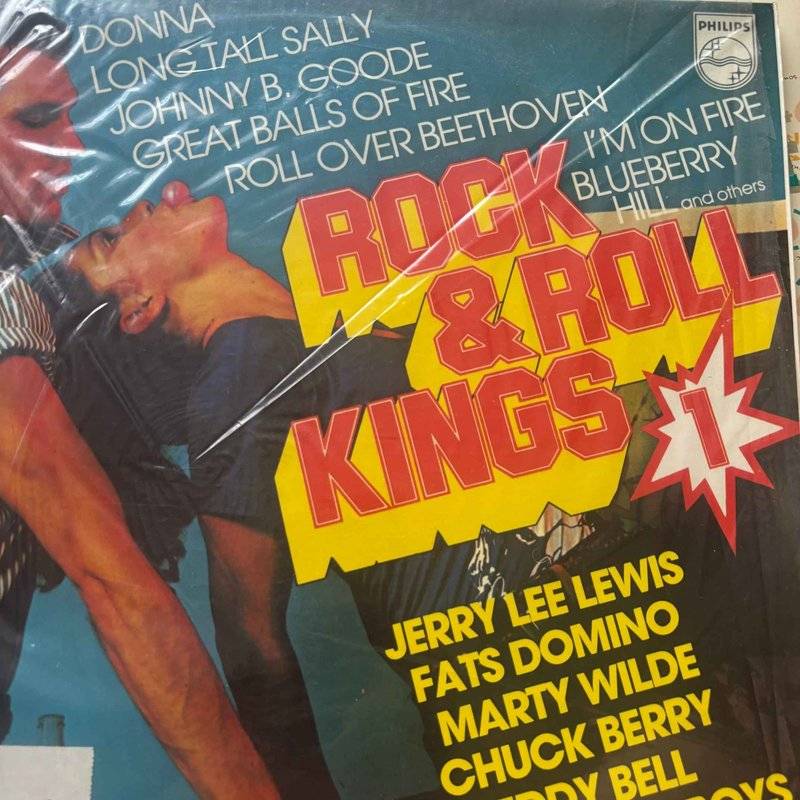 DONNA
LONG TALL SALLY
JOHNNY B. GOODE
GREAT BALLS OF FIRE
ROLL OVER BEETHOVEN
I'M ON FIRE
BLUEBERRY
HILL and others
PHILIPS
ROCK
& ROLL
KINGS
1
JERRY LEE LEWIS
FATS DOMINO
MARTY WILDE
CHUCK BERRY
BELL